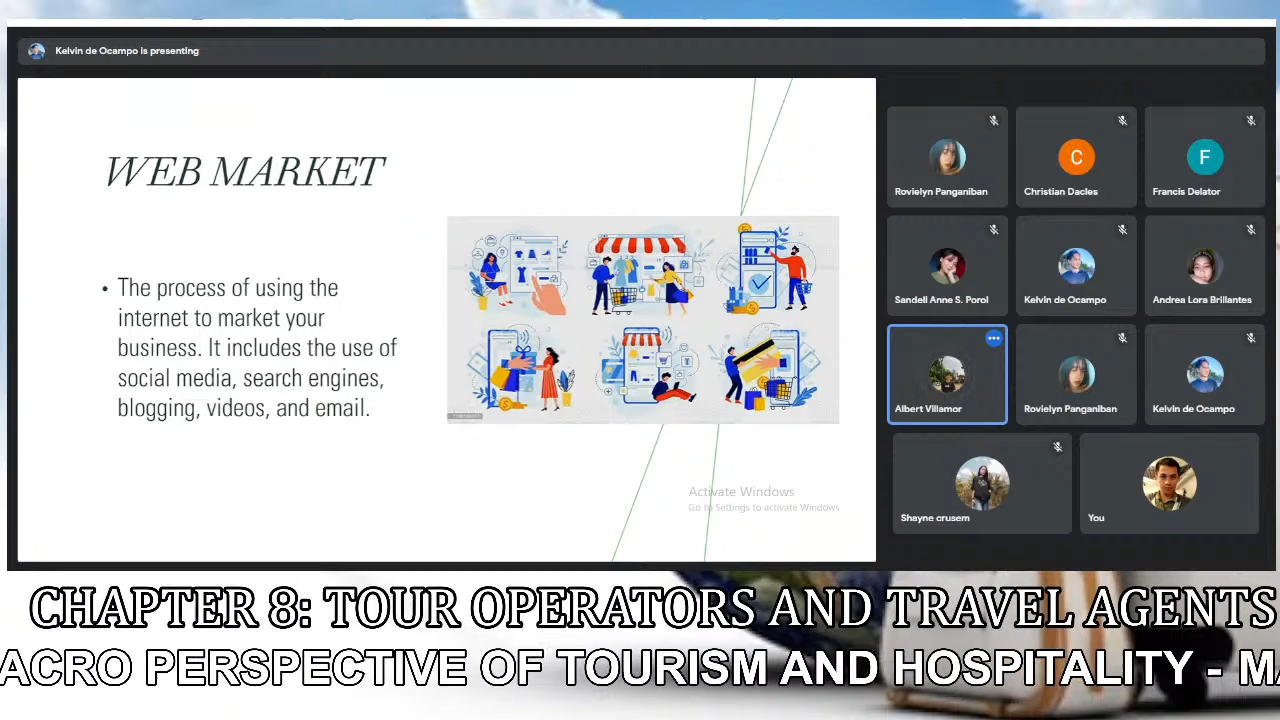 Kelvin de Ocampo is presenting
WEB MARKET
• The process of using the
internet to market your
business. It includes the use of
social media, search engines,
blogging, videos, and email.
Activate Windows
Go to Settings to activate Windows
Rovielyn Panganiban
C
Christian Dacles
F
Francis Delator
Sandell Anne S. Porol
Kelvin de Ocampo
Andrea Lora Brillantes
Albert Villamor
Rovielyn Panganiban
Kelvin de Ocampo
Shayne crusem
You
CHAPTER 8: TOUR OPERATORS AND TRAVEL AGENTS
ACRO PERSPECTIVE OF TOURISM AND HOSPITALITY - MA